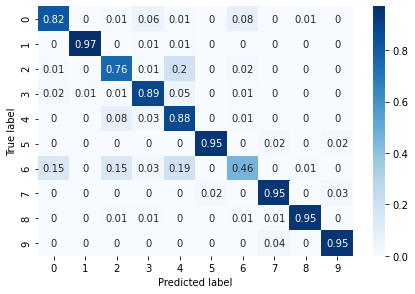 0 0.82 0 0.01 0.06 0.01 0 0.08 0 0.01 0
1 0 0.97 0 0.01 0.01 0 0 0 0 0
2 0.01 0 0.76 0.01 0.2 0 0.02 0 0 0
3 0.02 0.01 0.01 0.89 0.05 0 0.01 0 0 0
4 0 0 0.08 0.03 0.88 0 0.01 0 0 0
5 0 0 0 0 0 0.95 0 0.02 0 0.02
6 0.15 0 0.15 0.03 0.19 0 0.46 0 0.01 0
7 0 0 0 0 0 0.02 0 0.95 0 0.03
8 0 0 0.01 0.01 0 0 0.01 0.01 0.95 0
9 0 0 0 0 0 0 0 0.04 0 0.95
0 1 2 3 4 5 6 7 8 9
Predicted label
True label
0.8
0.6
0.4
0.2
0.0